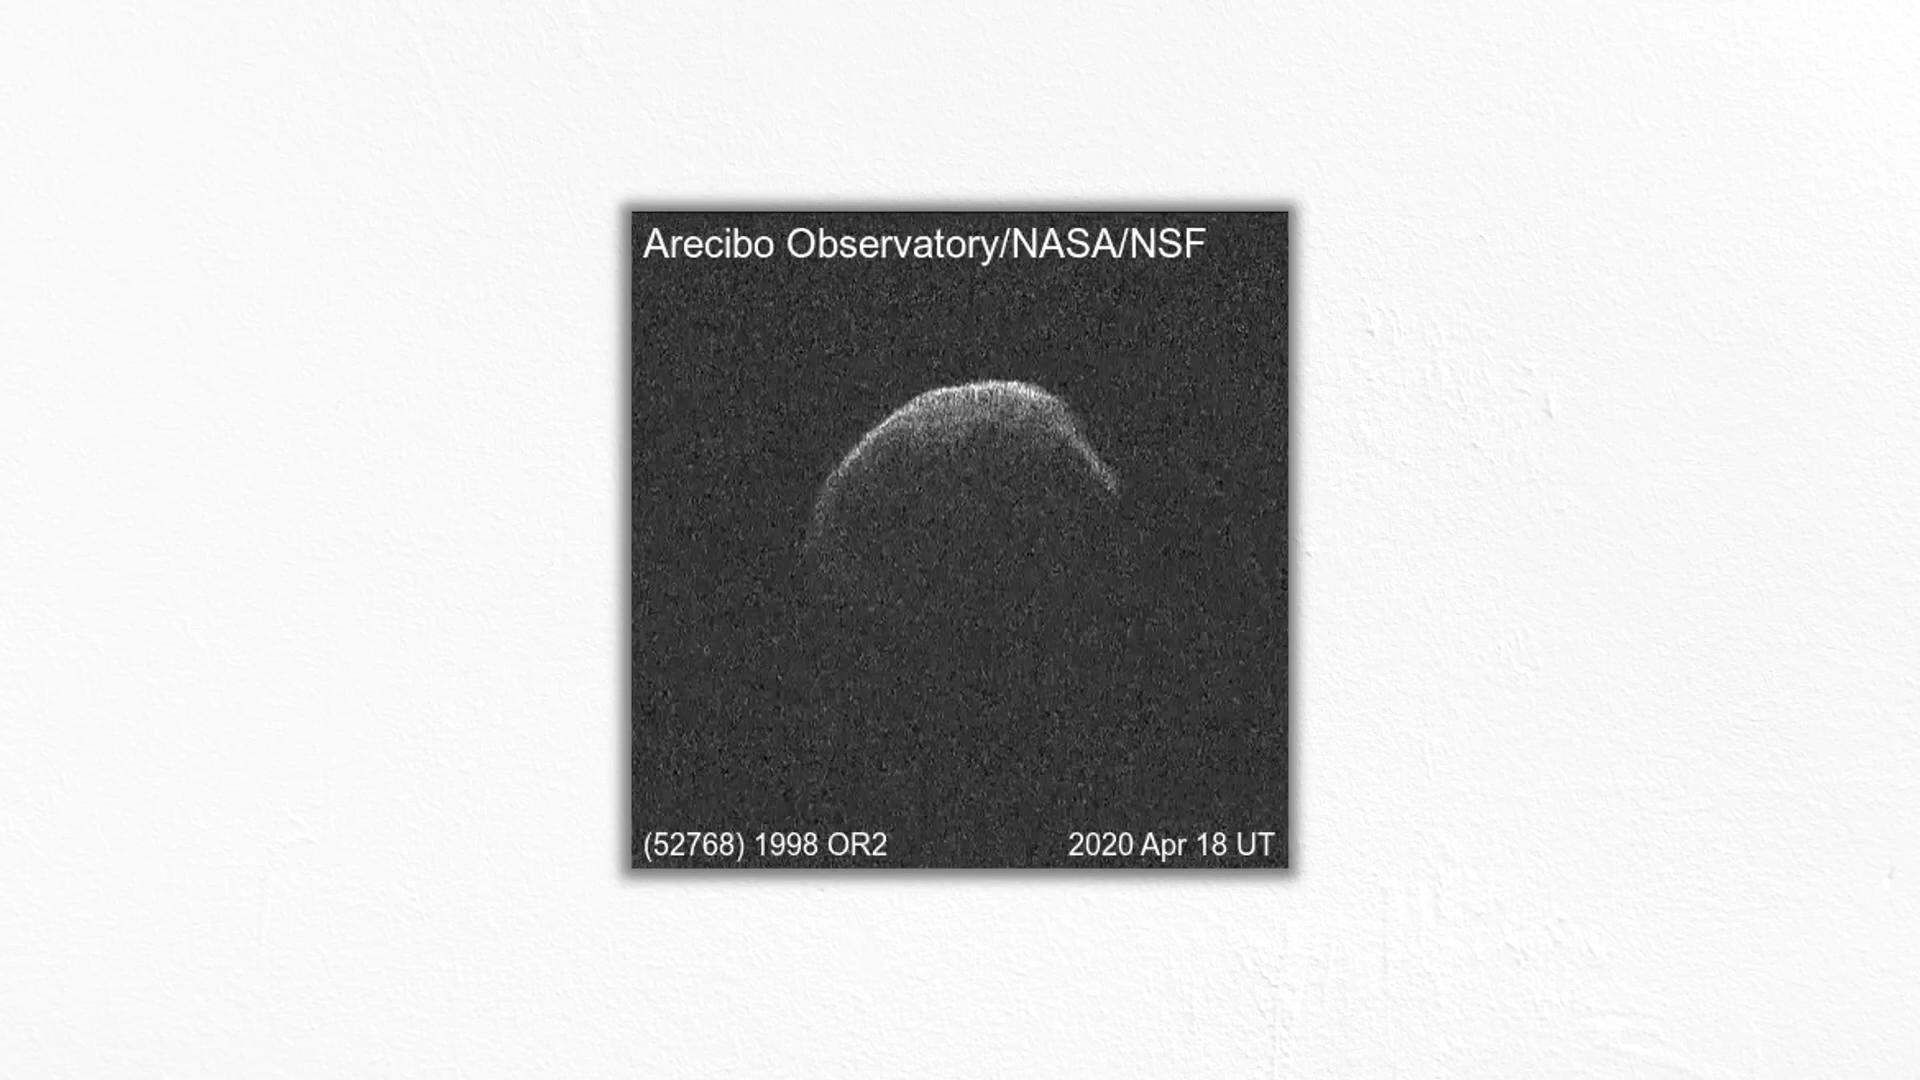 Arecibo Observatory/NASA/NSF
(52768) 1998 OR2
2020 Apr 18 UT